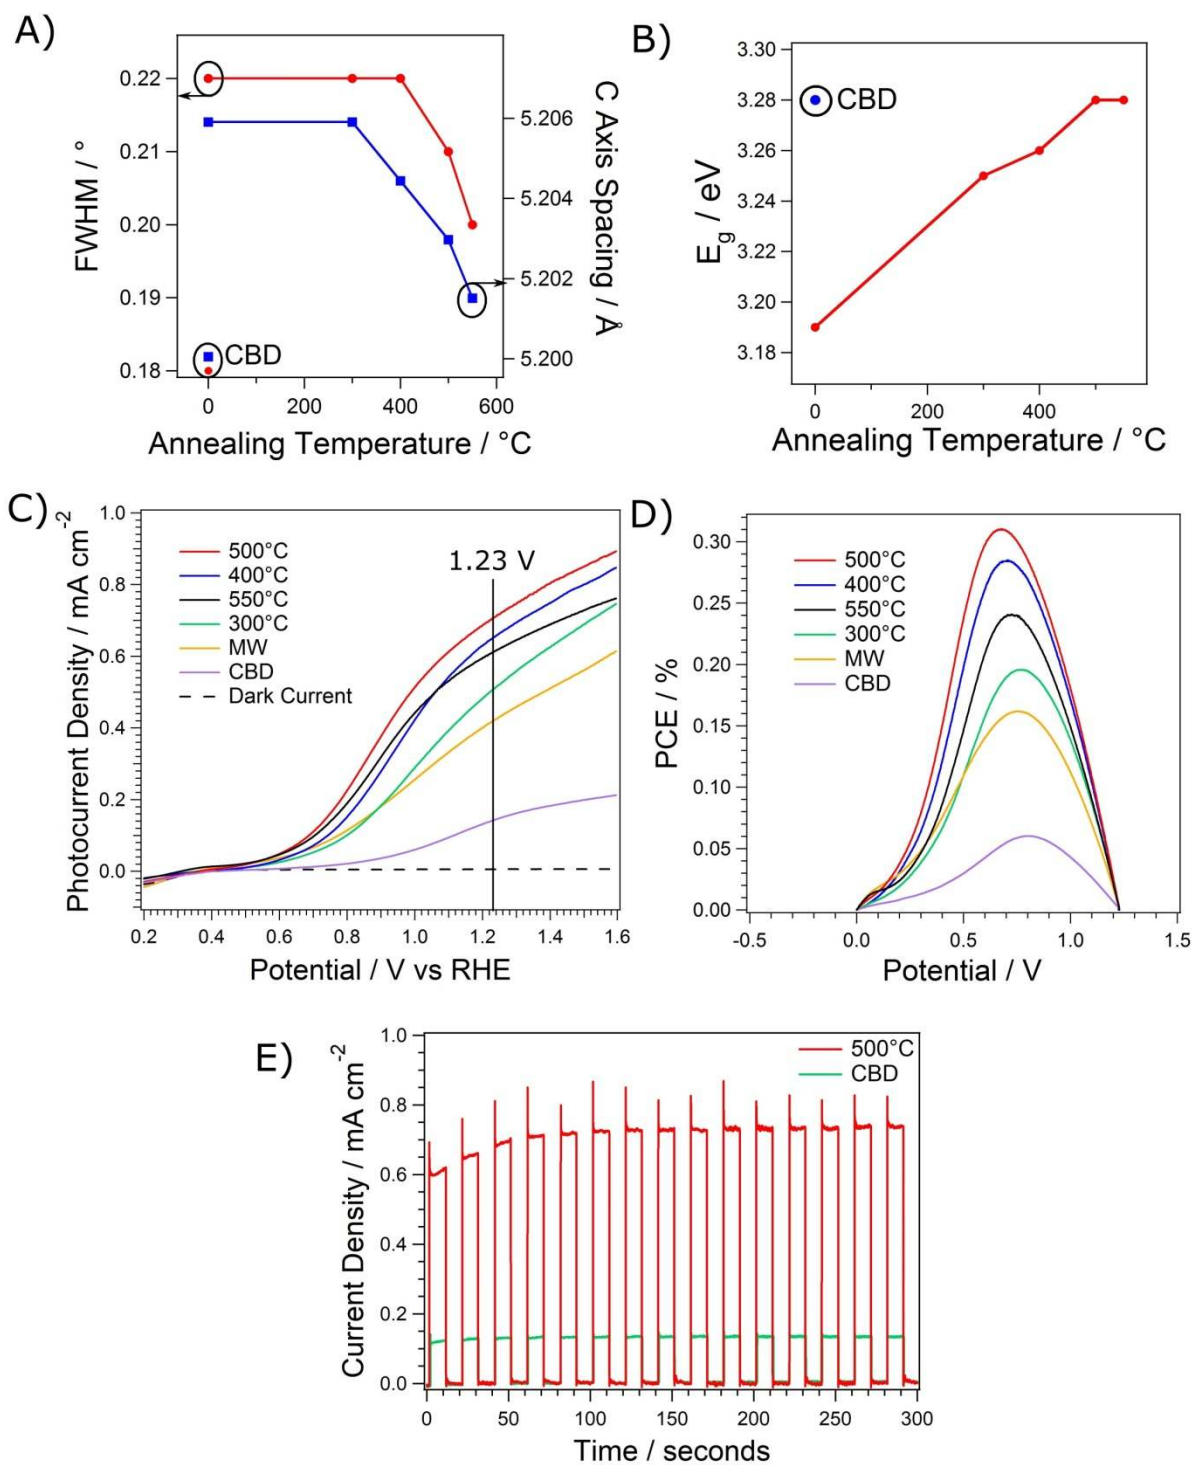 A)
0.22
0.21
0.20
0.19
0.18
FWHM / °
5.206
5.204
5.202
5.200
C Axis Spacing / Å
CBD
0
200
400
600
Annealing Temperature / °C
B)
3.30
3.28
3.26
3.24
3.22
3.20
3.18
E_g / eV
CBD
0
200
400
Annealing Temperature / °C
C)
1.0
0.8
0.6
0.4
0.2
0.0
Photocurrent Density / mA cm⁻²
500°C
400°C
550°C
300°C
MW
CBD
Dark Current
1.23 V
0.2
0.4
0.6
0.8
1.0
1.2
1.4
1.6
Potential / V vs RHE
D)
0.30
0.25
0.20
0.15
0.10
0.05
0.00
PCE / %
500°C
400°C
550°C
300°C
MW
CBD
-0.5
0.0
0.5
1.0
1.5
Potential / V
E)
1.0
0.8
0.6
0.4
0.2
0.0
Current Density / mA cm⁻²
500°C
CBD
0
50
100
150
200
250
300
Time / seconds